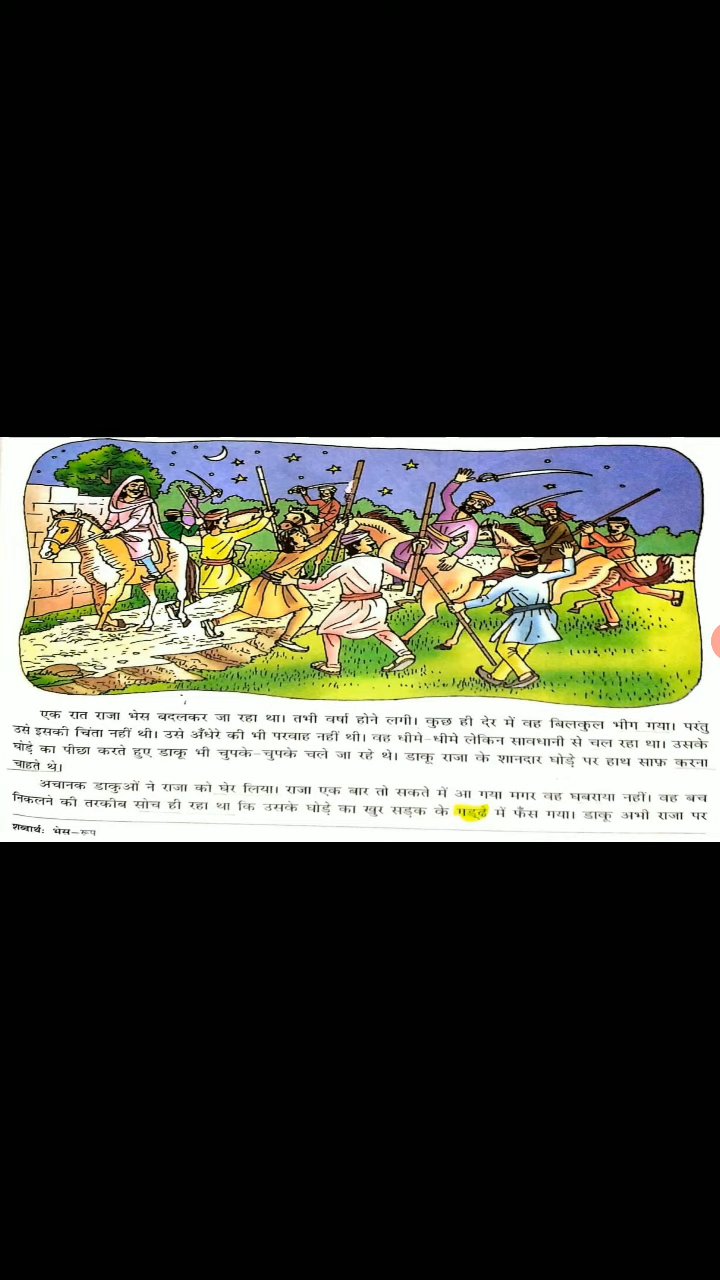 एक रात राजा भेस बदलकर जा रहा था। तभी वर्षा होने लगी। कुछ ही देर में वह बिलकुल भीग गया। परंतु
उसे इसकी चिंता नहीं थी। उसे अँधेरे की भी परवाह नहीं थी। वह धीमे-धीमे लेकिन सावधानी से चल रहा था। उसके
घोड़े का पीछा करते हुए डाकू भी चुपके-चुपके चले जा रहे थे। डाकू राजा के शानदार घोड़े पर हाथ साफ़ करना
चाहते थे।
अचानक डाकुओं ने राजा को घेर लिया। राजा एक बार तो सकते में आ गया मगर वह घबराया नहीं। वह बच
निकलने की तरकीब सोच ही रहा था कि उसके घोड़े का खुर सड़क के गड्ढे में फँस गया। डाकू अभी राजा पर
शब्दार्थः भेस–रूप